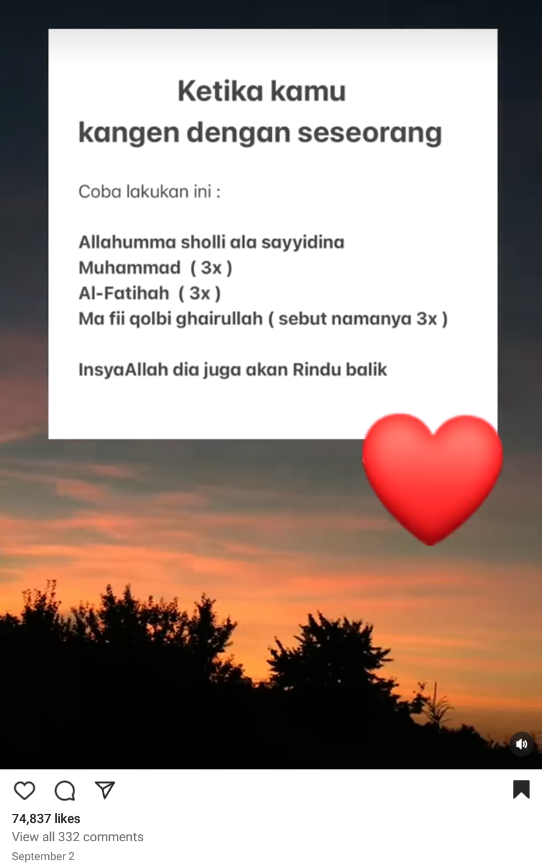 Ketika kamu
kangen dengan seseorang
Coba lakukan ini :
Allahumma sholli ala sayyidina
Muhammad ( 3x )
Al-Fatihah ( 3x )
Ma fii qolbi ghairullah ( sebut namanya 3x )
InsyaAllah dia juga akan Rindu balik
74,837 likes
View all 332 comments
September 2